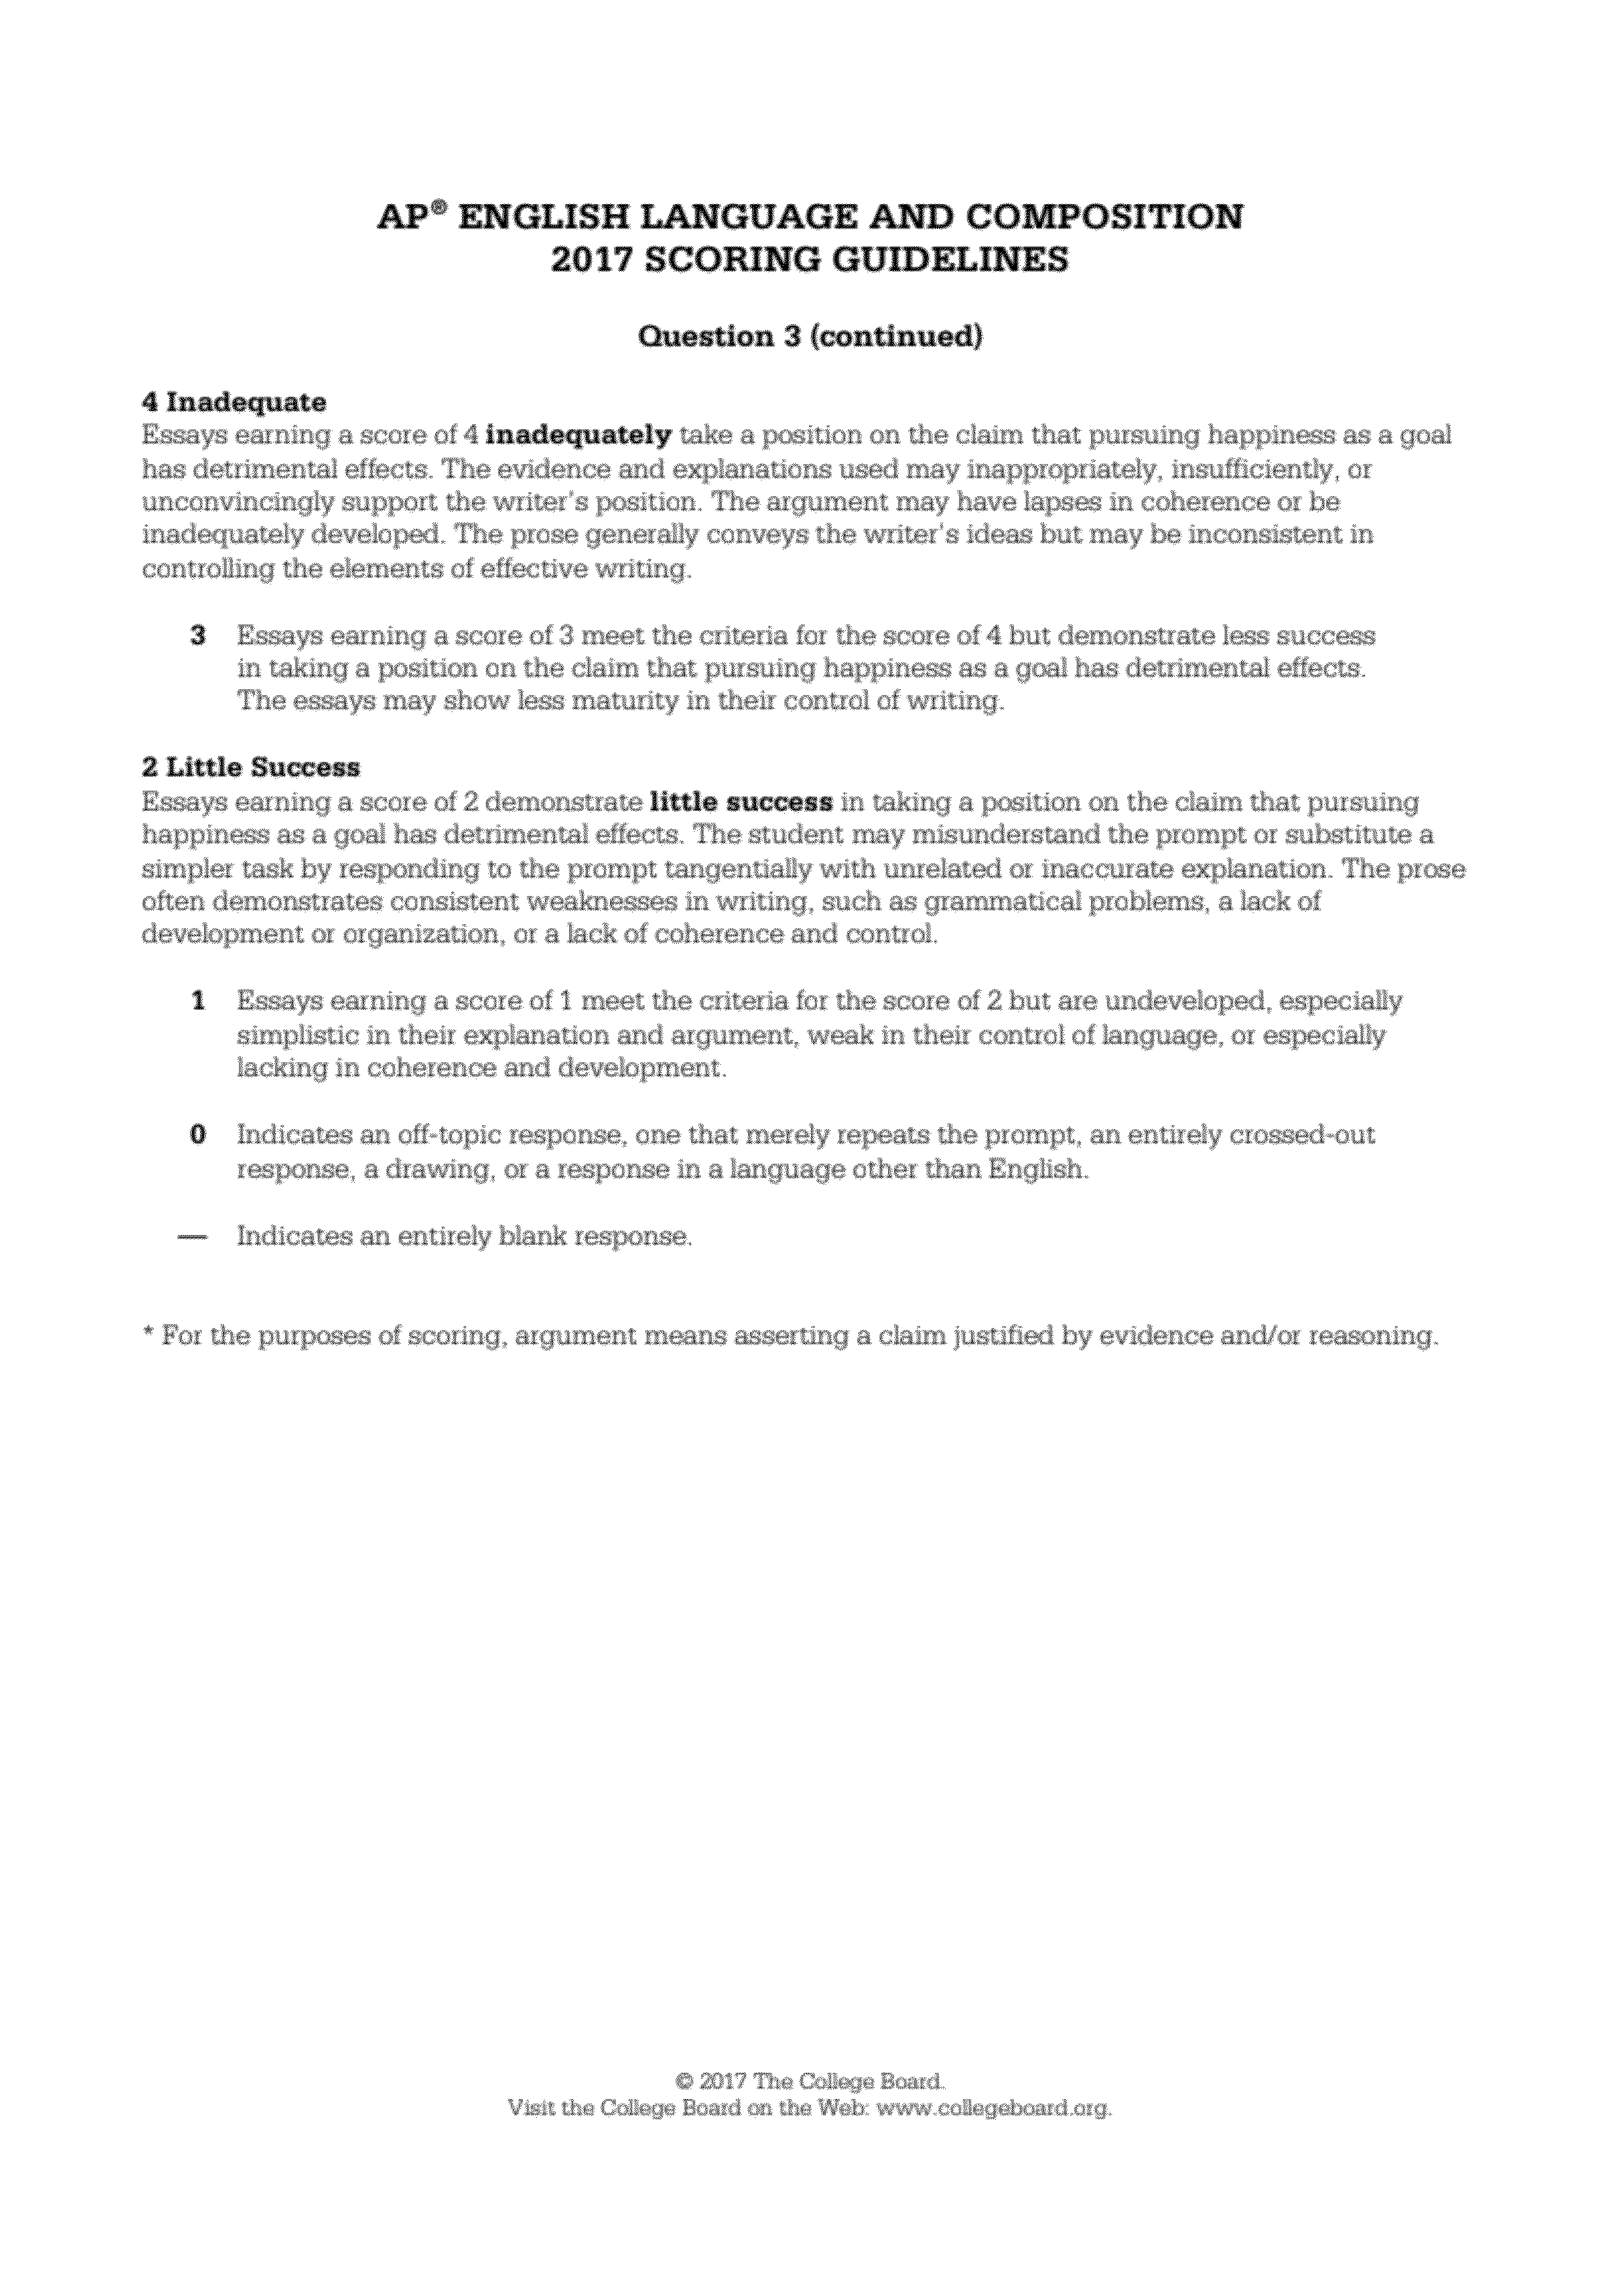 AP® ENGLISH LANGUAGE AND COMPOSITION
2017 SCORING GUIDELINES
Question 3 (continued)
4 Inadequate
Essays earning a score of 4 inadequately take a position on the claim that pursuing happiness as a goal
has detrimental effects. The evidence and explanations used may inappropriately, insufficiently, or
unconvincingly support the writer's position. The argument may have lapses in coherence or be
inadequately developed. The prose generally conveys the writer's ideas but may be inconsistent in
controlling the elements of effective writing.
3 Essays earning a score of 3 meet the criteria for the score of 4 but demonstrate less success
in taking a position on the claim that pursuing happiness as a goal has detrimental effects.
The essays may show less maturity in their control of writing.
2 Little Success
Essays earning a score of 2 demonstrate little success in taking a position on the claim that pursuing
happiness as a goal has detrimental effects. The student may misunderstand the prompt or substitute a
simpler task by responding to the prompt tangentially with unrelated or inaccurate explanation. The prose
often demonstrates consistent weaknesses in writing, such as grammatical problems, a lack of
development or organization, or a lack of coherence and control.
1 Essays earning a score of 1 meet the criteria for the score of 2 but are undeveloped, especially
simplistic in their explanation and argument, weak in their control of language, or especially
lacking in coherence and development.
0 Indicates an off-topic response, one that merely repeats the prompt, an entirely crossed-out
response, a drawing, or a response in a language other than English.
— Indicates an entirely blank response.
* For the purposes of scoring, argument means asserting a claim justified by evidence and/or reasoning.
© 2017 The College Board.
Visit the College Board on the Web: www.collegeboard.org.